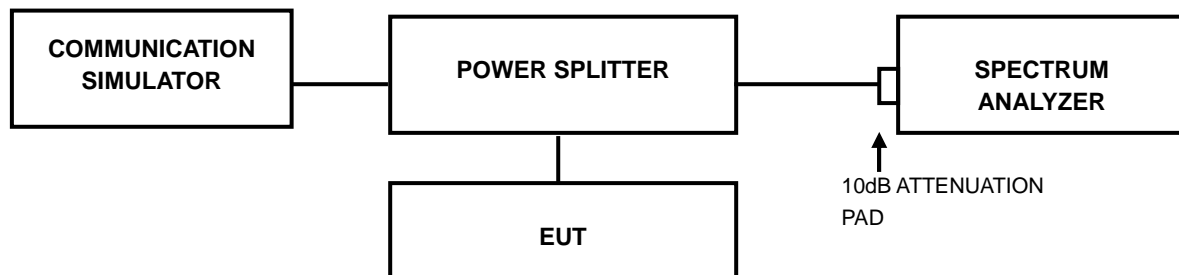 COMMUNICATION
SIMULATOR
POWER SPLITTER
SPECTRUM
ANALYZER
10dB ATTENUATION
PAD
EUT